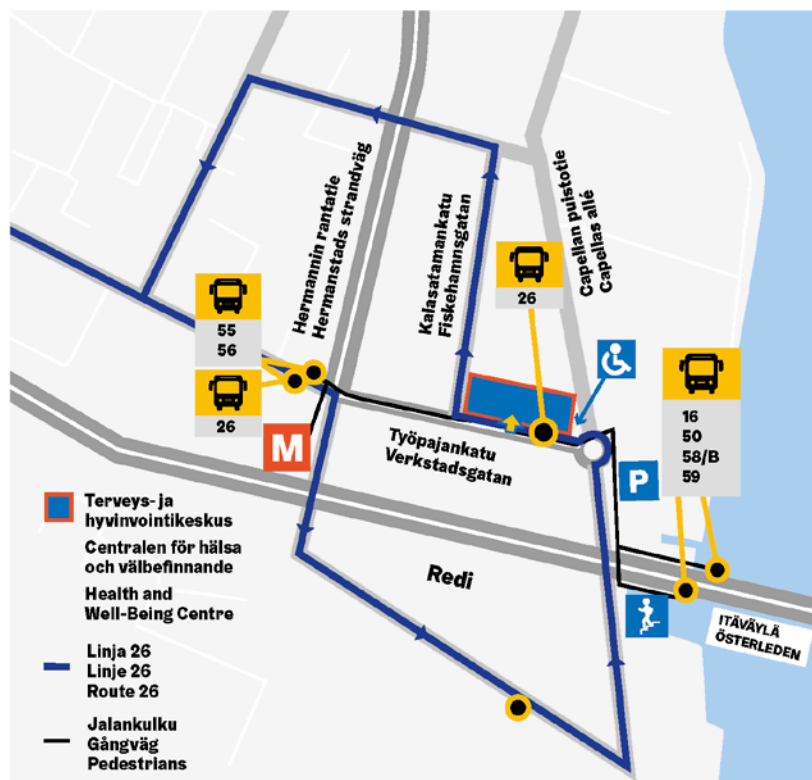 Hermannin rantatie
Hermanstads strandväg
Kalasatamankatu
Fiskehamnsgatan
Capellan puistotie
Capellas allé
26
55
56
26
M
16
50
58/B
59
Työpajankatu
Verkstadsgatan
P
Redi
ITÄVÄYLÄ
ÖSTERLEDEN
Terveys- ja
hyvinvointikeskus
Centralen för hälsa
och välbefinnande
Health and
Well-Being Centre
Linja 26
Linje 26
Route 26
Jalankulku
Gångväg
Pedestrians